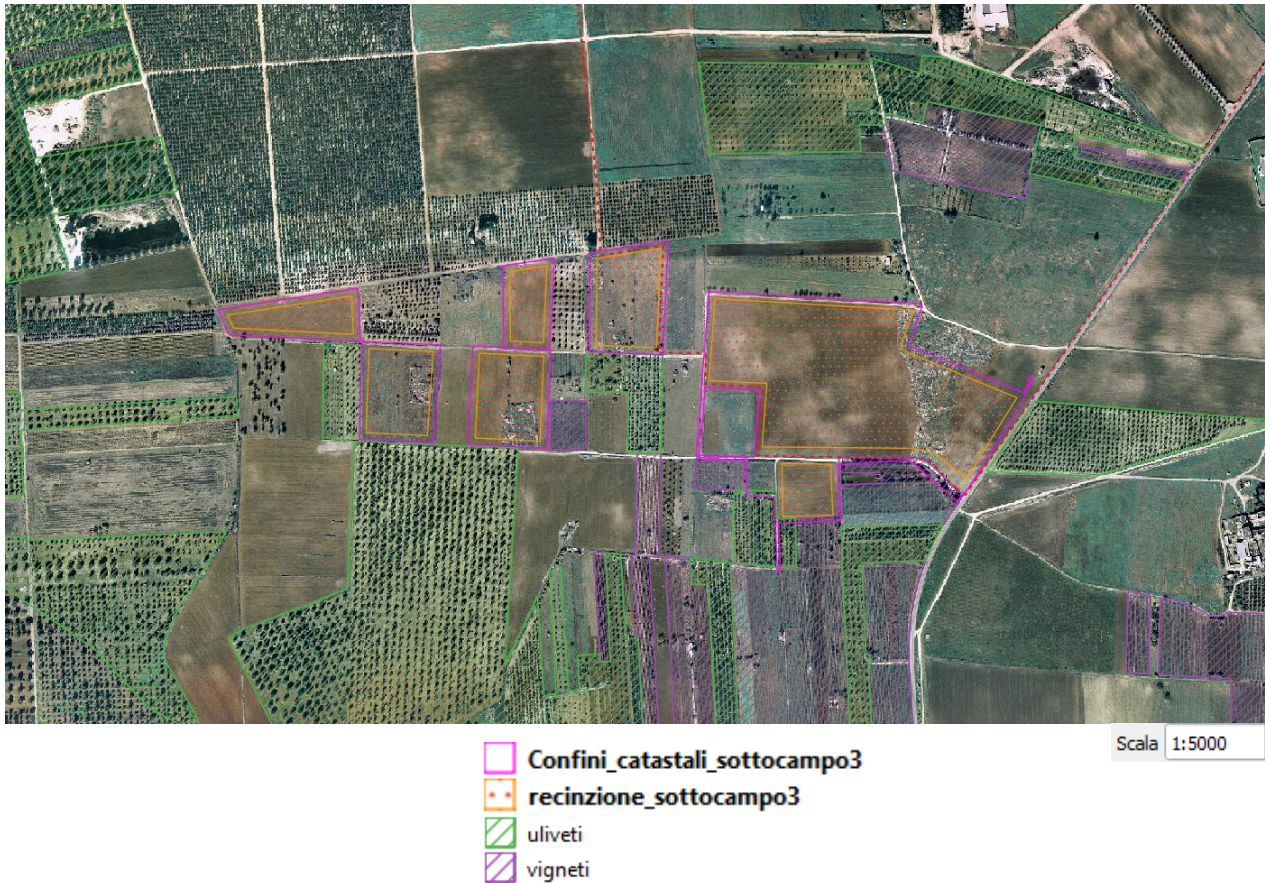 Scala 1:5000
Confini_catastali_sottocampo3
recinzione_sottocampo3
uliveti
vigneti